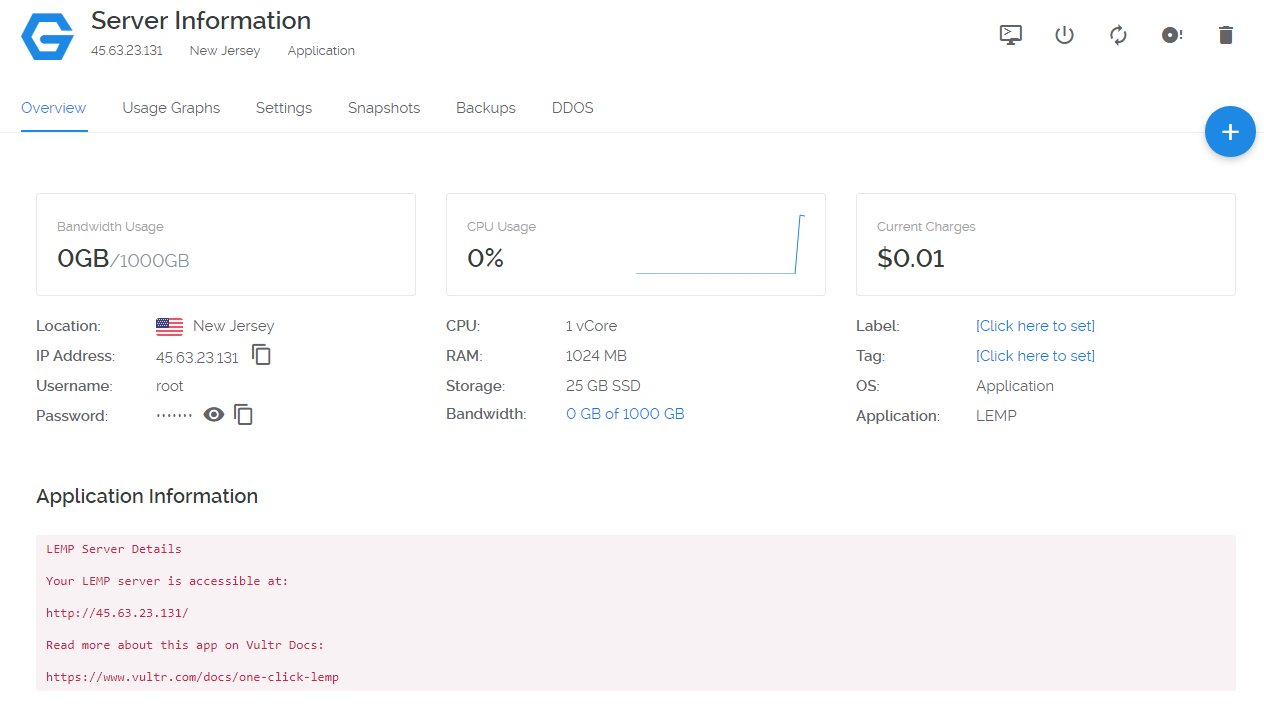 Server Information
45.63.23.131 New Jersey Application
Overview Usage Graphs Settings Snapshots Backups DDOS
Bandwidth Usage
0GB/1000GB
CPU Usage
0%
Current Charges
$0.01
Location: New Jersey
IP Address: 45.63.23.131
Username: root
Password: ·······
CPU: 1 vCore
RAM: 1024 MB
Storage: 25 GB SSD
Bandwidth: 0 GB of 1000 GB
Label: [Click here to set]
Tag: [Click here to set]
OS: Application
Application: LEMP
Application Information
LEMP Server Details
Your LEMP server is accessible at:
http://45.63.23.131/
Read more about this app on Vultr Docs:
https://www.vultr.com/docs/one-click-lemp